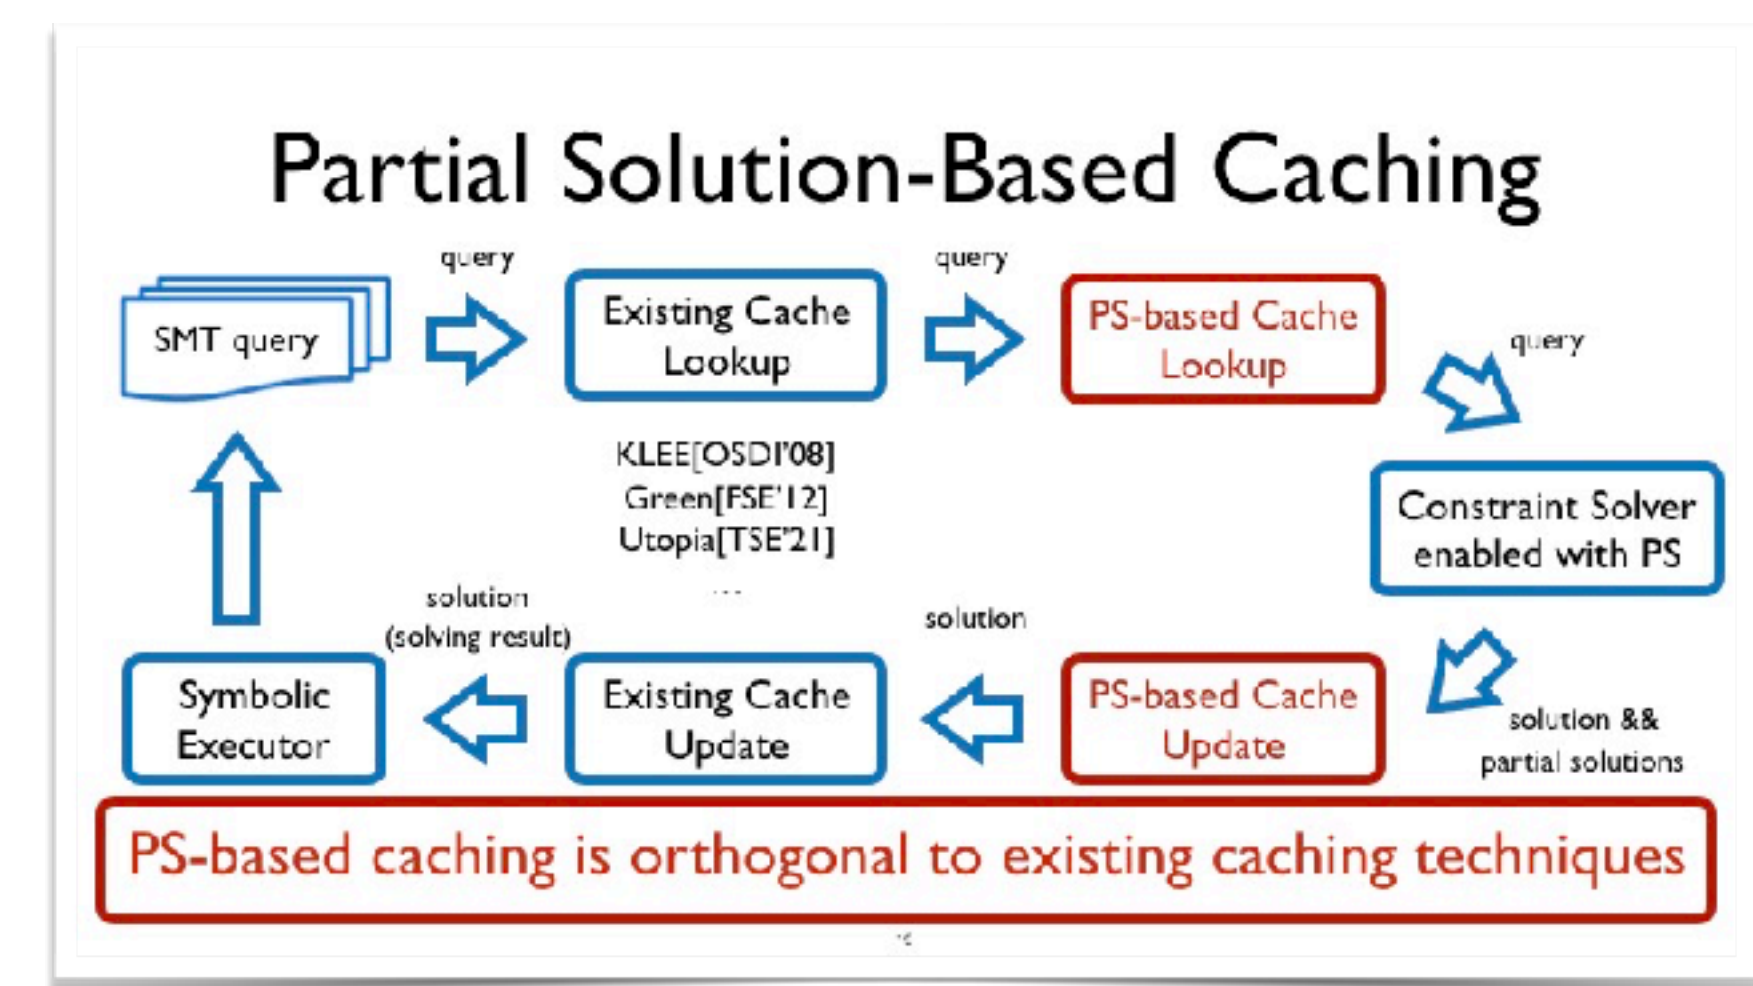 Partial Solution-Based Caching
query
query
SMT query
Existing Cache
Lookup
PS-based Cache
Lookup
query
KLEE[OSDI'08]
Green[FSE'12]
Utopia[TSE'21]
...
Constraint Solver
enabled with PS
solution
(solving result)
solution
Symbolic
Executor
Existing Cache
Update
PS-based Cache
Update
solution &&
partial solutions
PS-based caching is orthogonal to existing caching techniques